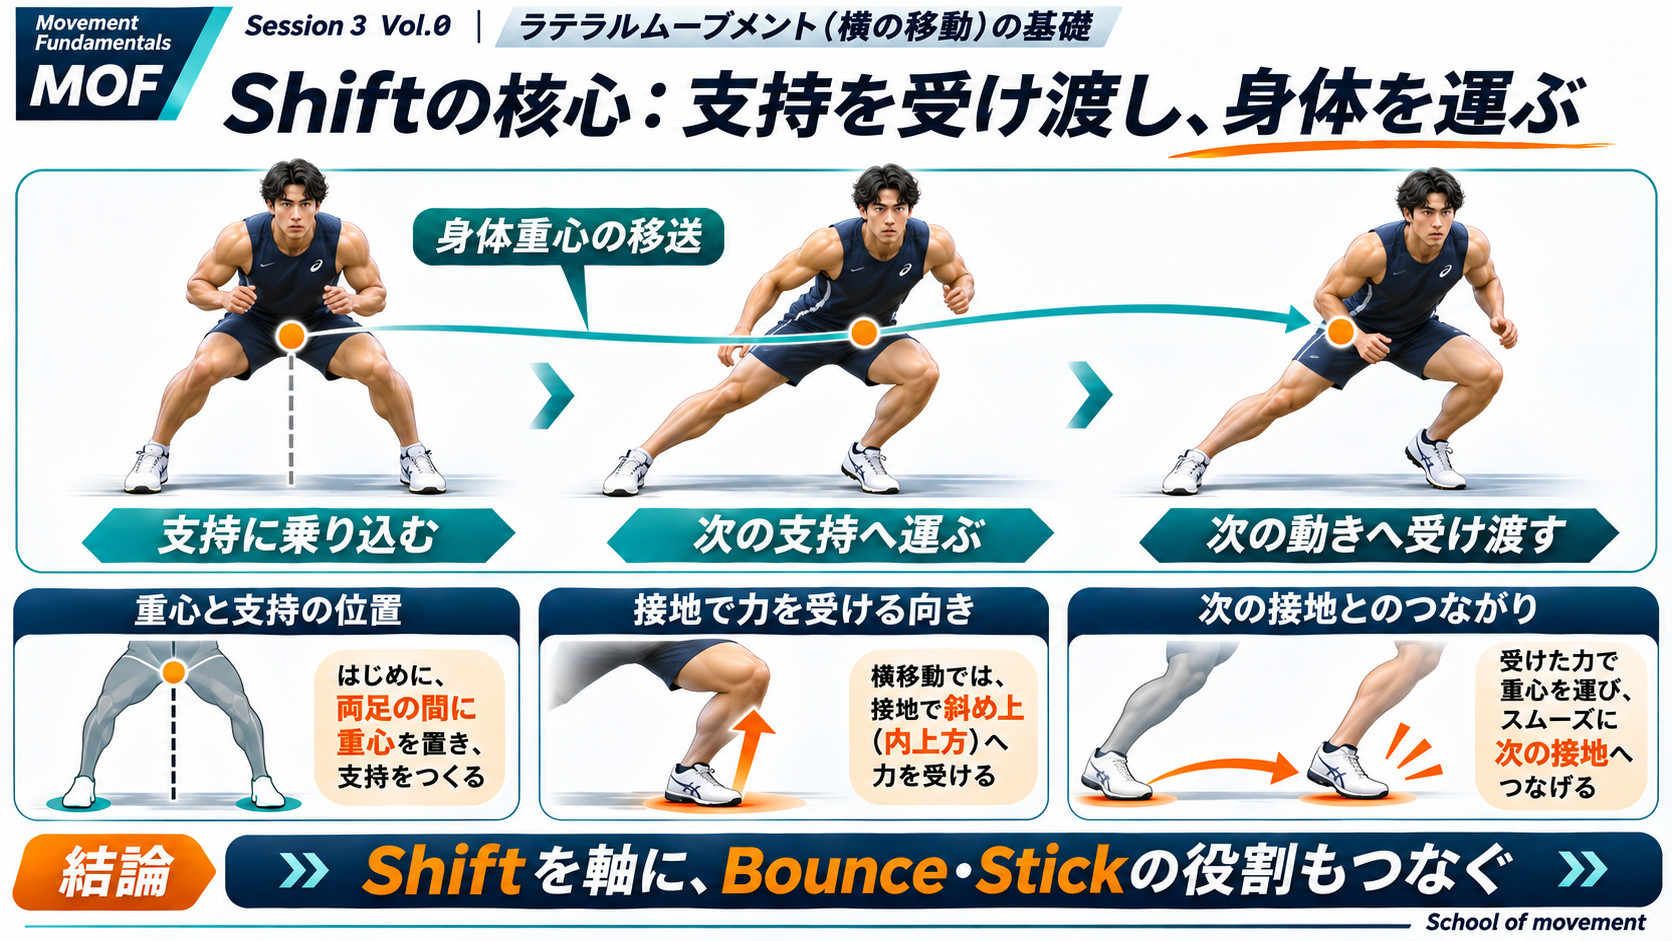 Movement
Fundamentals
MOF
Session 3 Vol.0 | ラテラルムーブメント(横の移動)の基礎
Shiftの核心:支持を受け渡し、身体を運ぶ
身体重心の移送
支持に乗り込む
次の支持へ運ぶ
次の動きへ受け渡す
重心と支持の位置
はじめに、
両足の間に
重心を置き、
支持をつくる
接地で力を受ける向き
横移動では、
接地で斜め上
(内上方)へ
力を受ける
次の接地とのつながり
受けた力で
重心を運び、
スムーズに
次の接地へ
つなげる
結論
Shiftを軸に、Bounce・Stickの役割もつなぐ
School of movement